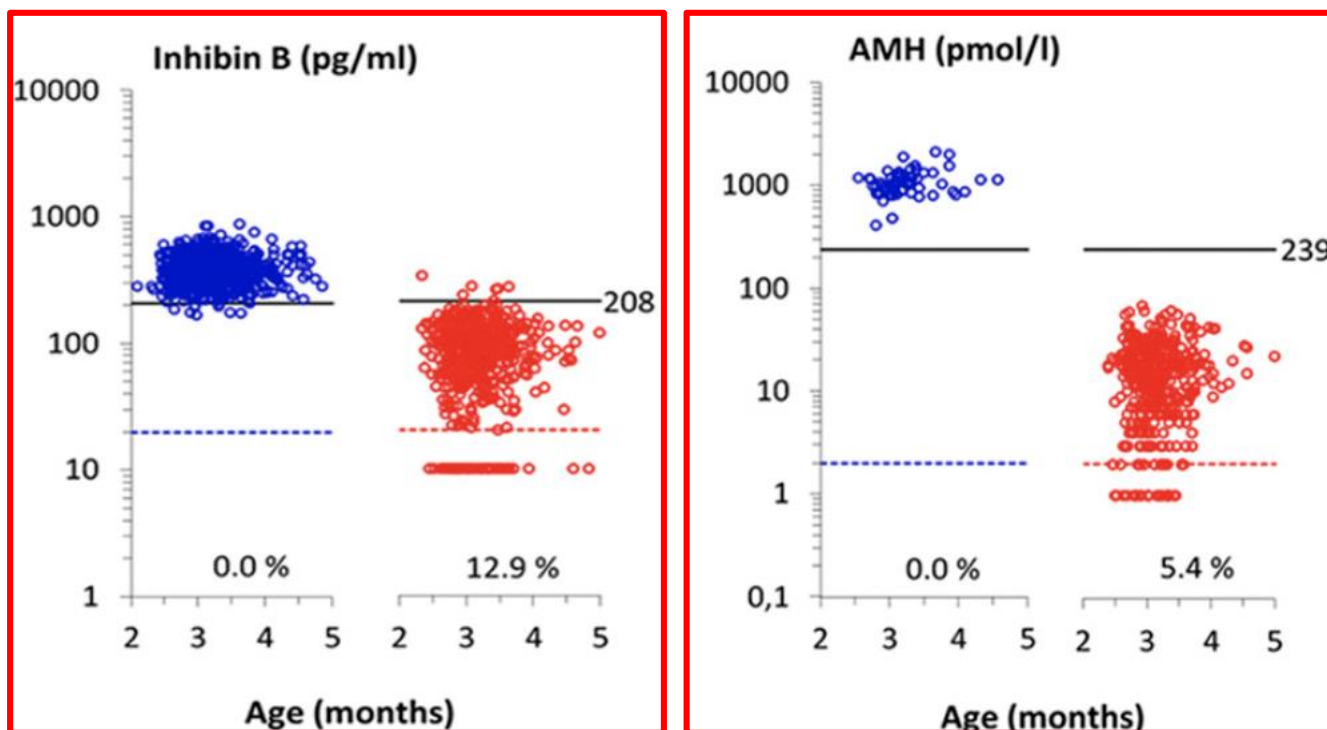 Inhibin B (pg/ml)
10000
1000
100
10
1
208
0.0 %
12.9 %
2 3 4 5 2 3 4 5
Age (months)
AMH (pmol/l)
10000
1000
100
10
1
0,1
239
0.0 %
5.4 %
2 3 4 5 2 3 4 5
Age (months)